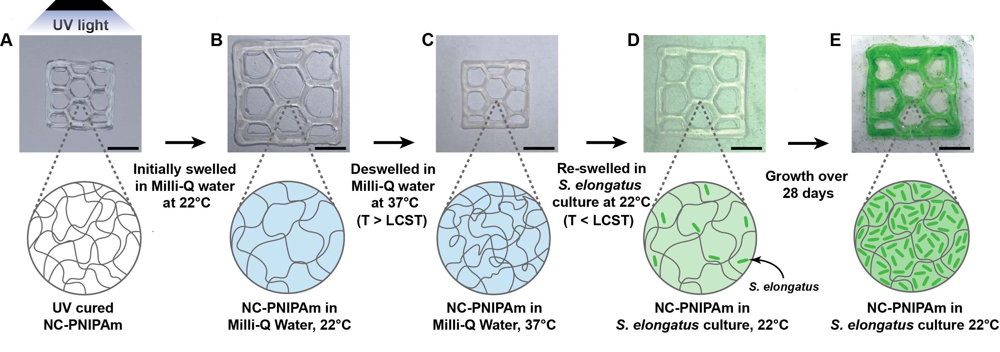 UV light
A
B
C
D
E
Initially swelled
in Milli-Q water
at 22°C
Deswelled in
Milli-Q water
at 37°C
(T > LCST)
Re-swelled in
S. elongatus
culture at 22°C
(T < LCST)
Growth over
28 days
S. elongatus
UV cured
NC-PNIPAm
NC-PNIPAm in
Milli-Q Water, 22°C
NC-PNIPAm in
Milli-Q Water, 37°C
NC-PNIPAm in
S. elongatus culture, 22°C
NC-PNIPAm in
S. elongatus culture 22°C